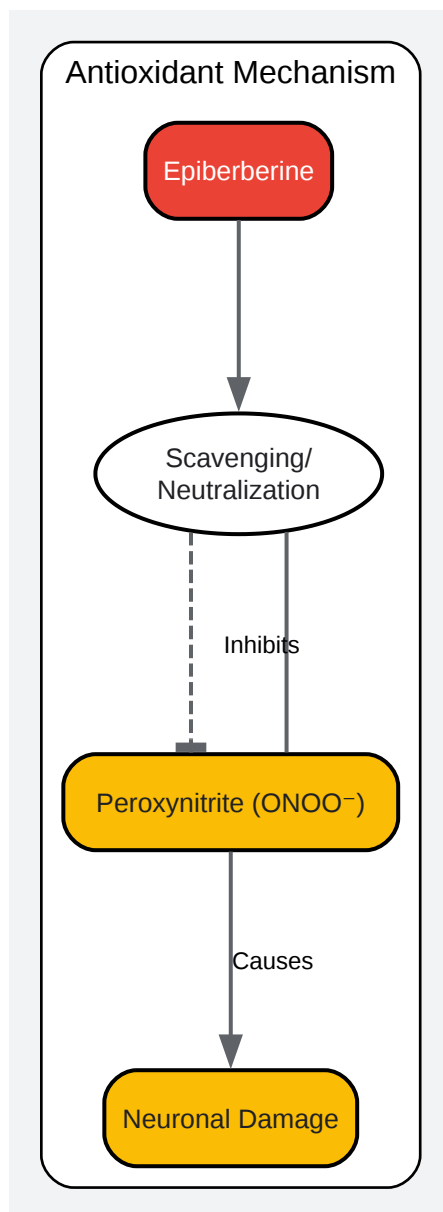 Antioxidant Mechanism
Epiberberine
Scavenging/
Neutralization
Inhibits
Peroxynitrite (ONOO⁻)
Causes
Neuronal Damage